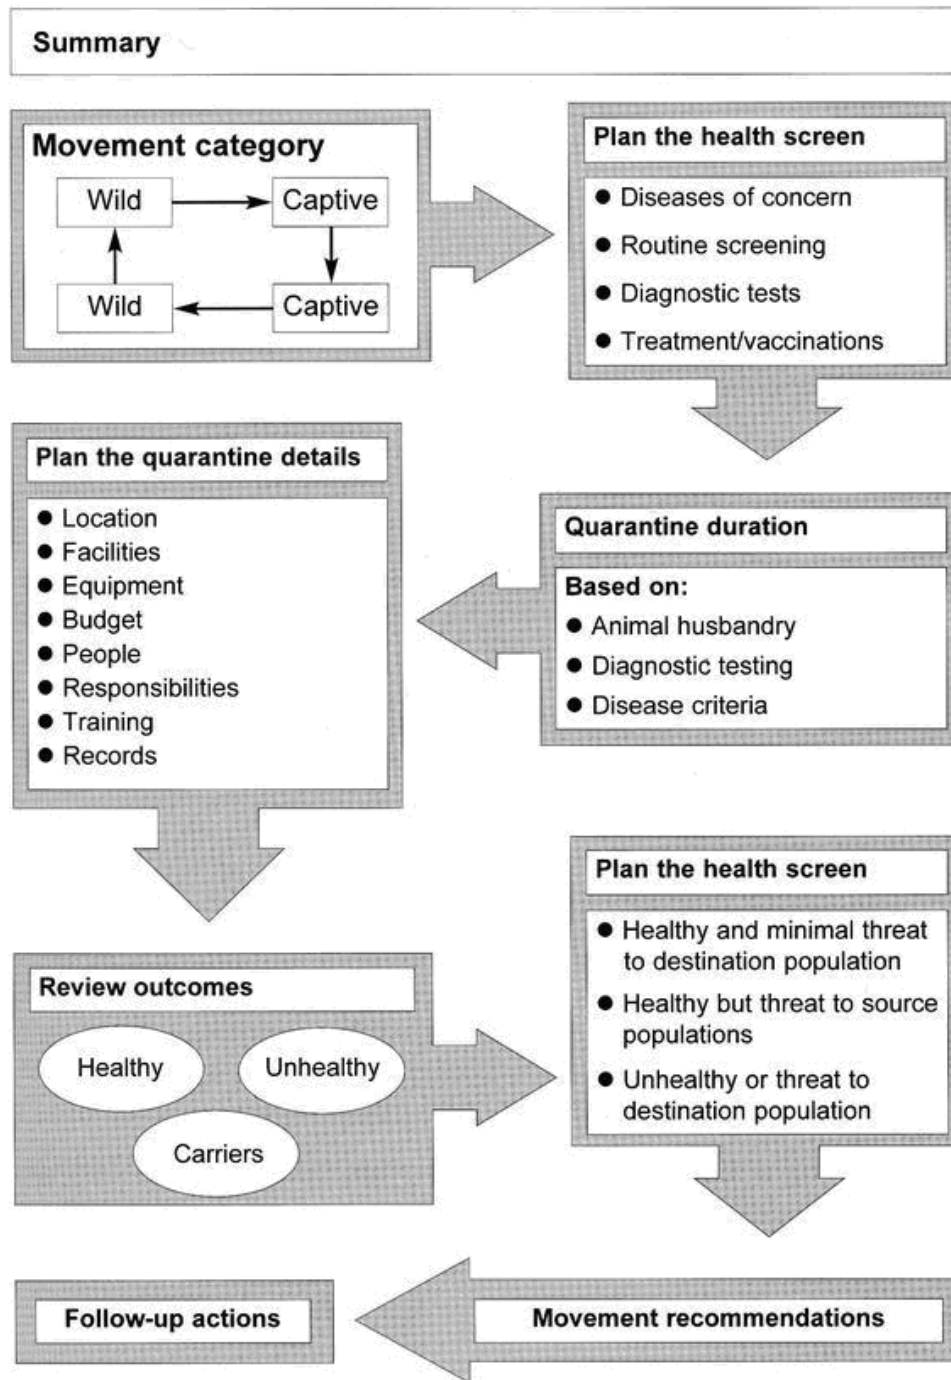 Summary
Movement category
Wild
Captive
Wild
Captive
Plan the health screen
● Diseases of concern
● Routine screening
● Diagnostic tests
● Treatment/vaccinations
Quarantine duration
Based on:
● Animal husbandry
● Diagnostic testing
● Disease criteria
Plan the quarantine details
● Location
● Facilities
● Equipment
● Budget
● People
● Responsibilities
● Training
● Records
Review outcomes
Healthy
Unhealthy
Carriers
Plan the health screen
● Healthy and minimal threat
to destination population
● Healthy but threat to source
populations
● Unhealthy or threat to
destination population
Movement recommendations
Follow-up actions